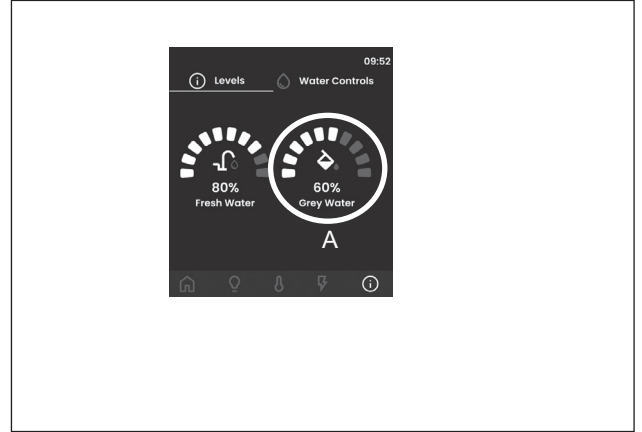 09:52
Levels
Water Controls
80%
Fresh Water
60%
Grey Water
A